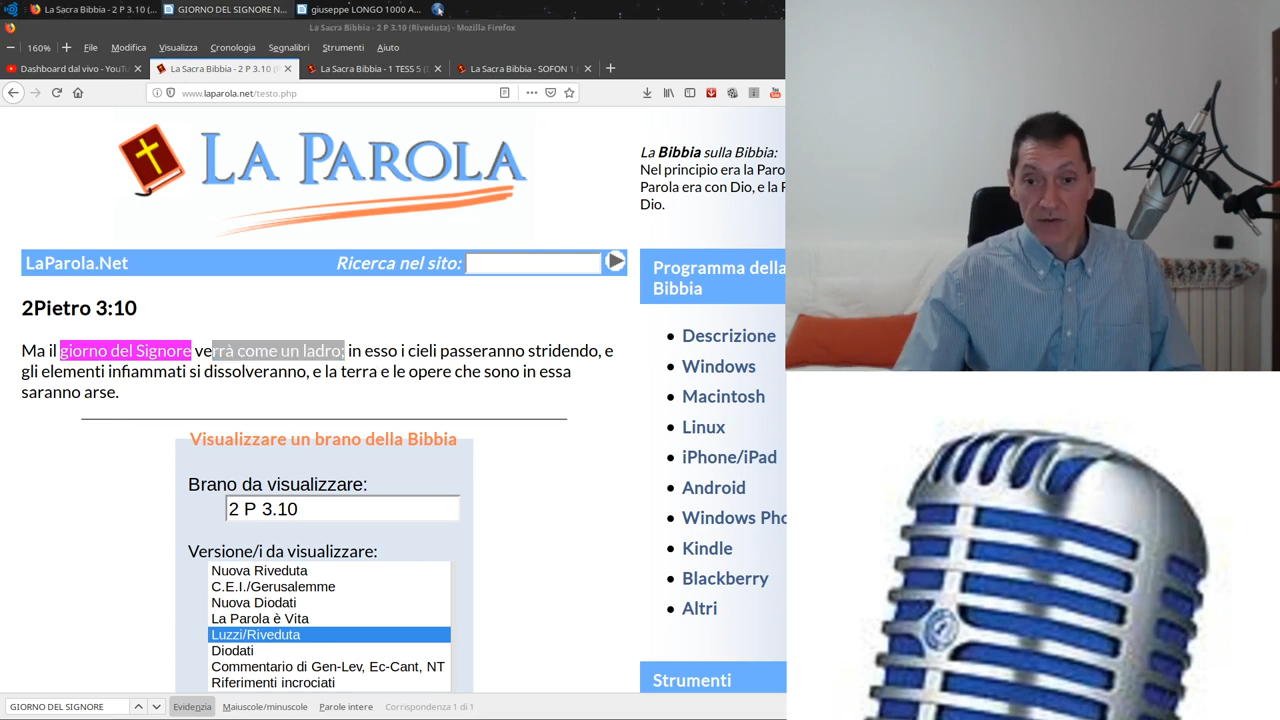 La Sacra Bibbia - 2 P 3.10 (...
GIORNO DEL SIGNORE N...
giuseppe LONGO 1000 A...
La Sacra Bibbia - 2 P 3.10 (Riveduta) - Mozilla Firefox
160% File Modifica Visualizza Cronologia Segnalibri Strumenti Aiuto
Dashboard dal vivo - YouTu
La Sacra Bibbia - 2 P 3.10 (
La Sacra Bibbia - 1 TESS 5 (
La Sacra Bibbia - SOFON 1
www.laparola.net/testo.php
LA PAROLA
La Bibbia sulla Bibbia:
Nel principio era la Paro
Parola era con Dio, e la P
Dio.
LaParola.Net Ricerca nel sito:
2Pietro 3:10
Ma il giorno del Signore verrà come un ladro; in esso i cieli passeranno stridendo, e
gli elementi infiammati si dissolveranno, e la terra e le opere che sono in essa
saranno arse.
Visualizzare un brano della Bibbia
Brano da visualizzare:
2 P 3.10
Versione/i da visualizzare:
Nuova Riveduta
C.E.I./Gerusalemme
Nuova Diodati
La Parola è Vita
Luzzi/Riveduta
Diodati
Commentario di Gen-Lev, Ec-Cant, NT
Riferimenti incrociati
Programma della
Bibbia
Descrizione
Windows
Macintosh
Linux
iPhone/iPad
Android
Windows Pho
Kindle
Blackberry
Altri
Strumenti
GIORNO DEL SIGNORE Evidenzia Maiuscole/minuscole Parole intere Corrispondenza 1 di 1